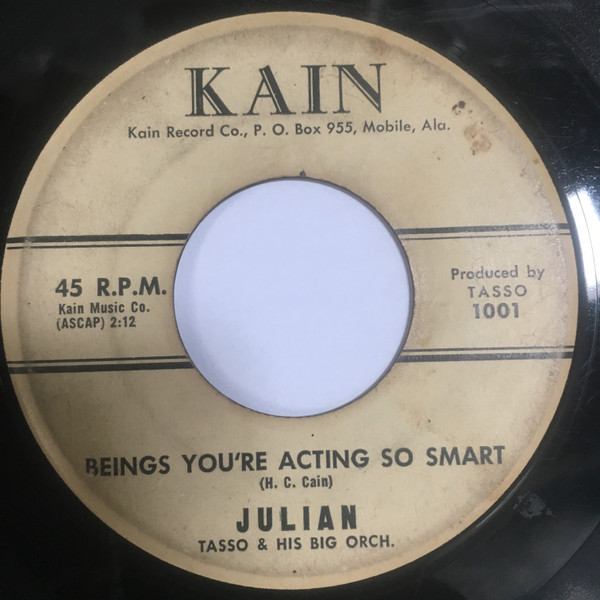 KAIN
Kain Record Co., P. O. Box 955, Mobile, Ala.
45 R.P.M.
Kain Music Co.
(ASCAP) 2:12
Produced by
TASSO
1001
BEINGS YOU'RE ACTING SO SMART
(H. C. Cain)
JULIAN
TASSO & HIS BIG ORCH.